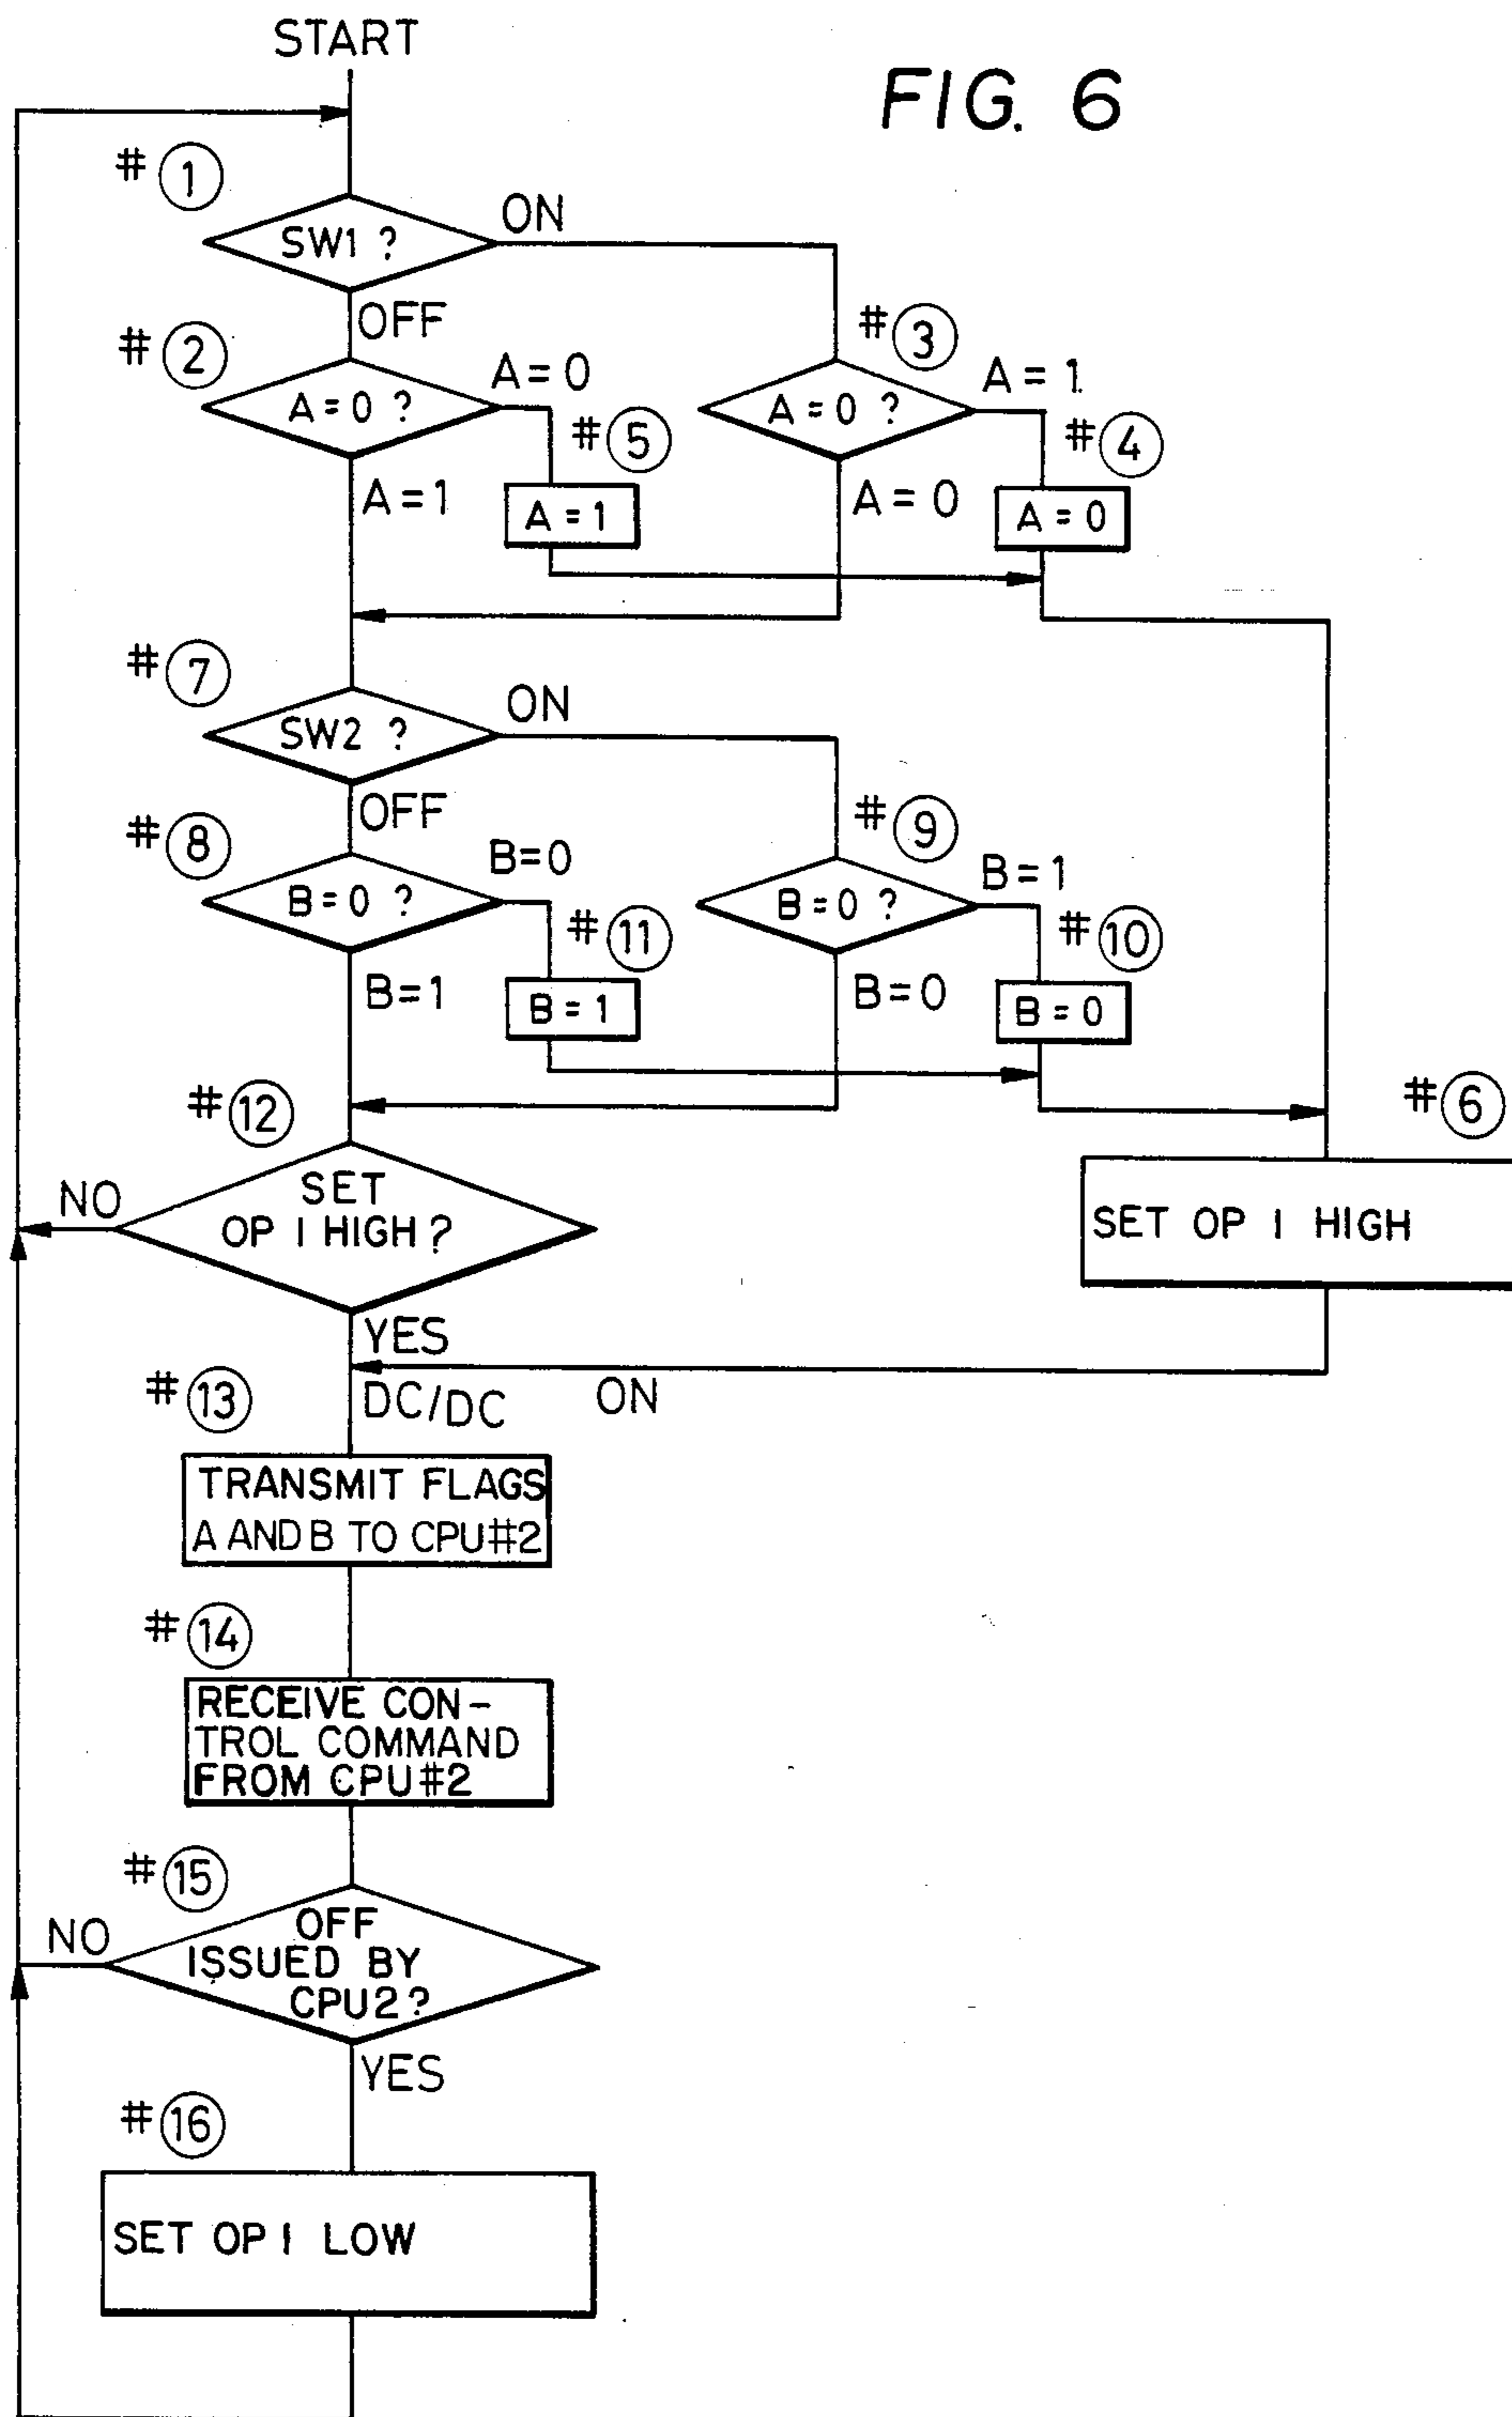 START
FIG. 6
# 1
SW1 ?
ON
OFF
# 2
A = 0 ?
A = 0
# 3
A = 0 ?
A = 1
# 5
A = 1
# 4
A = 0
A = 1
A = 0
# 7
SW2 ?
ON
OFF
# 8
B = 0 ?
B=0
# 9
B = 0 ?
B=1
# 11
B = 1
# 10
B = 0
B=1
B=0
# 12
SET
OP 1 HIGH ?
NO
YES
# 6
SET OP 1 HIGH
# 13
DC/DC ON
TRANSMIT FLAGS
A AND B TO CPU#2
# 14
RECEIVE CON-
TROL COMMAND
FROM CPU#2
# 15
OFF
ISSUED BY
CPU2?
NO
YES
# 16
SET OP 1 LOW